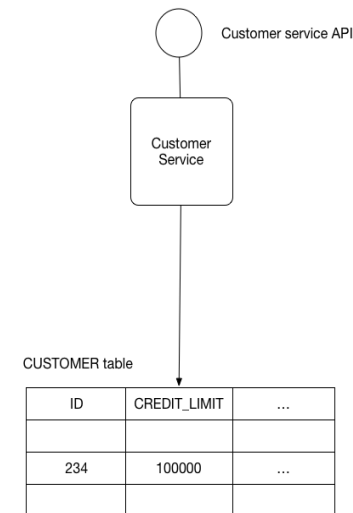 Customer service API
Customer
Service
CUSTOMER table
ID CREDIT_LIMIT ...
234 100000 ...